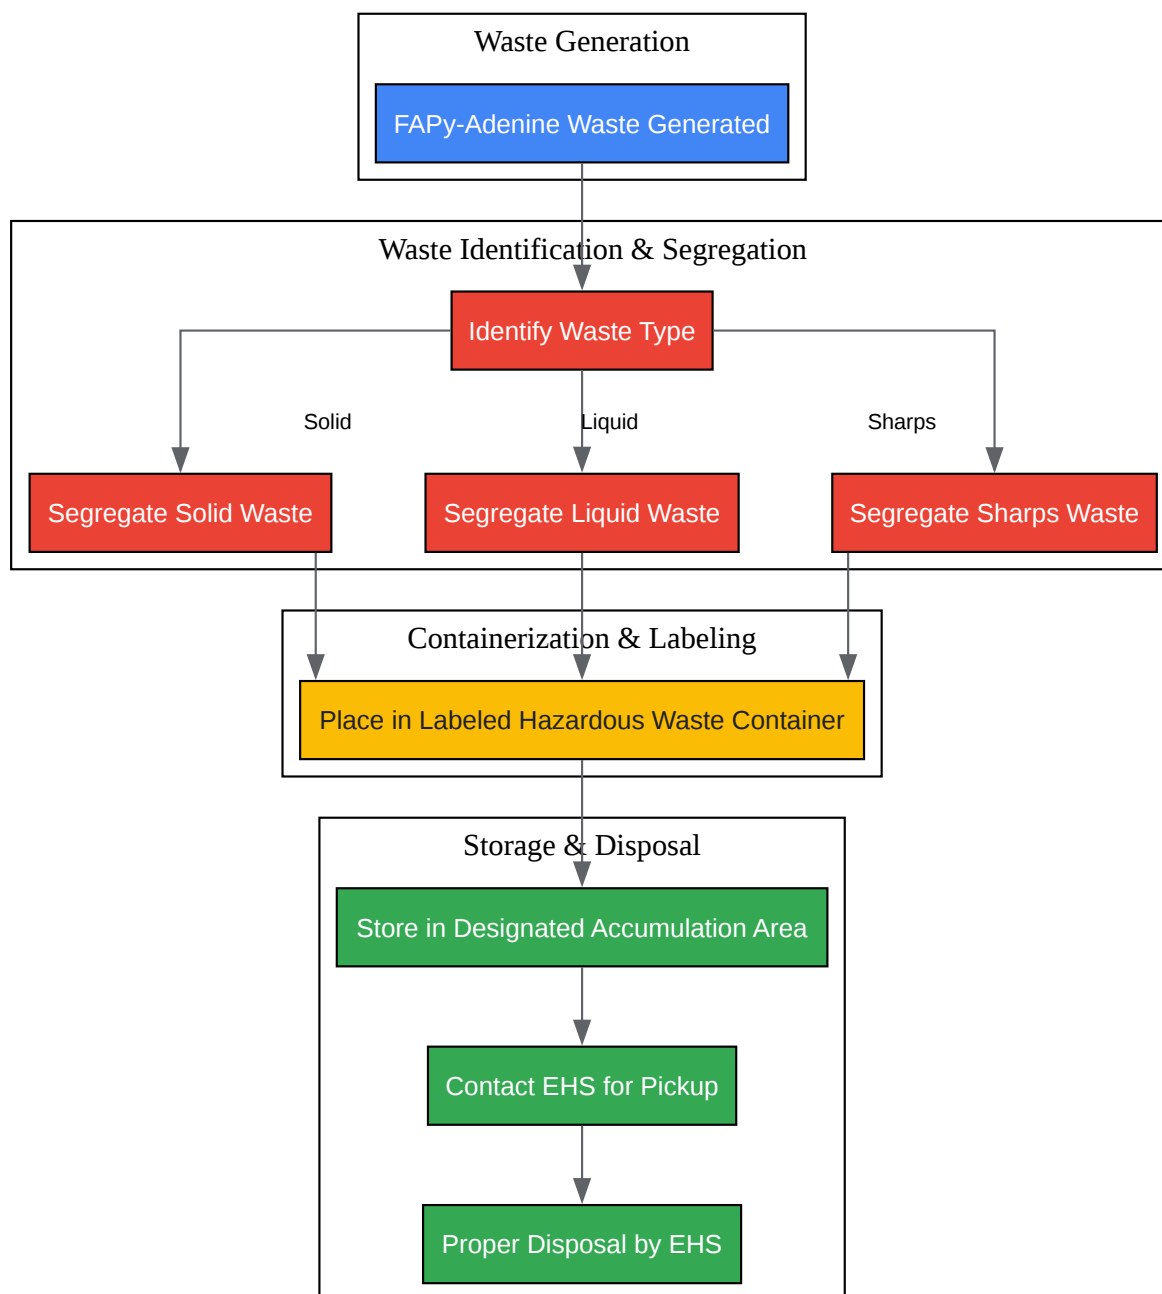 Waste Generation
FAPy-Adenine Waste Generated
Waste Identification & Segregation
Identify Waste Type
Solid
Liquid
Sharps
Segregate Solid Waste
Segregate Liquid Waste
Segregate Sharps Waste
Containerization & Labeling
Place in Labeled Hazardous Waste Container
Storage & Disposal
Store in Designated Accumulation Area
Contact EHS for Pickup
Proper Disposal by EHS